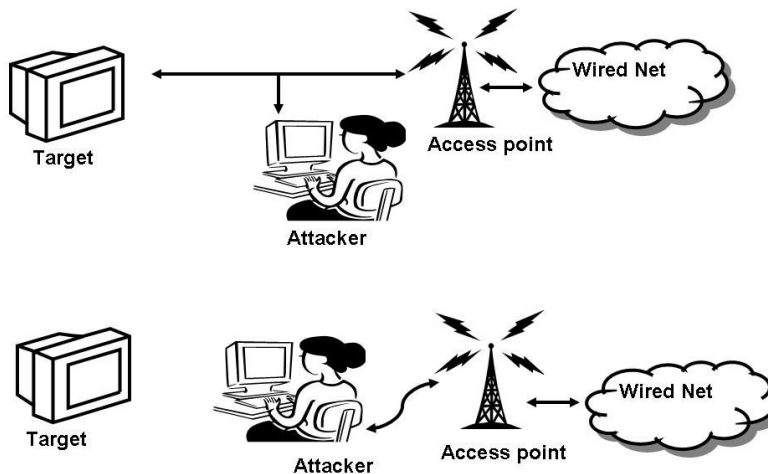 Wired Net
Target
Access point
Attacker
Wired Net
Target
Access point
Attacker